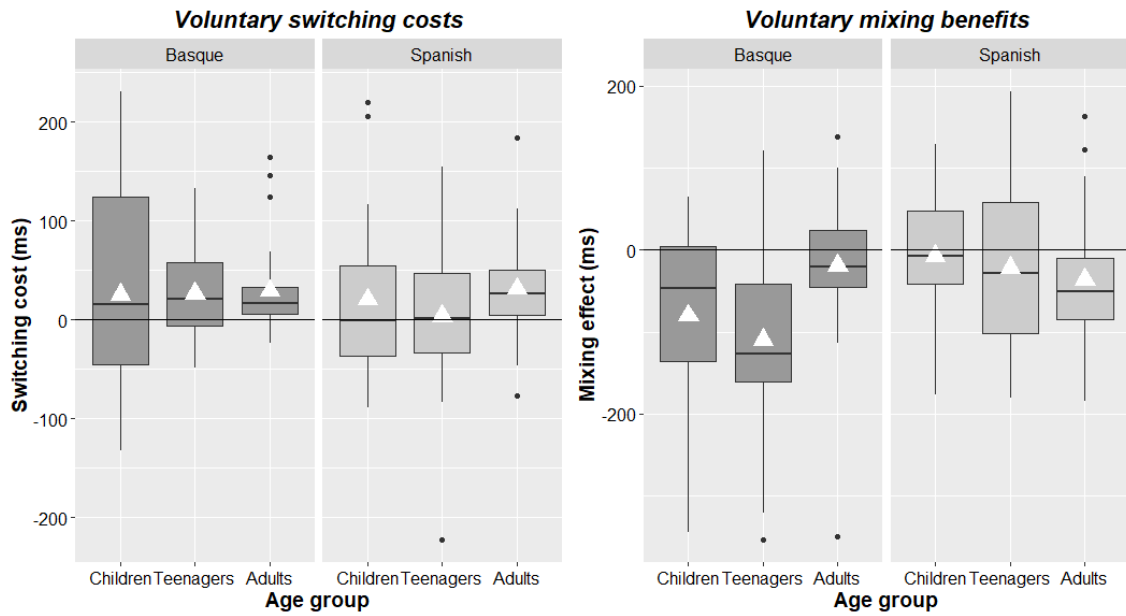 Voluntary switching costs
Basque
Spanish
Switching cost (ms)
200
100
0
-100
-200
Children
Teenagers
Adults
Children
Teenagers
Adults
Age group
Voluntary mixing benefits
Basque
Spanish
Mixing effect (ms)
200
0
-200
Children
Teenagers
Adults
Children
Teenagers
Adults
Age group